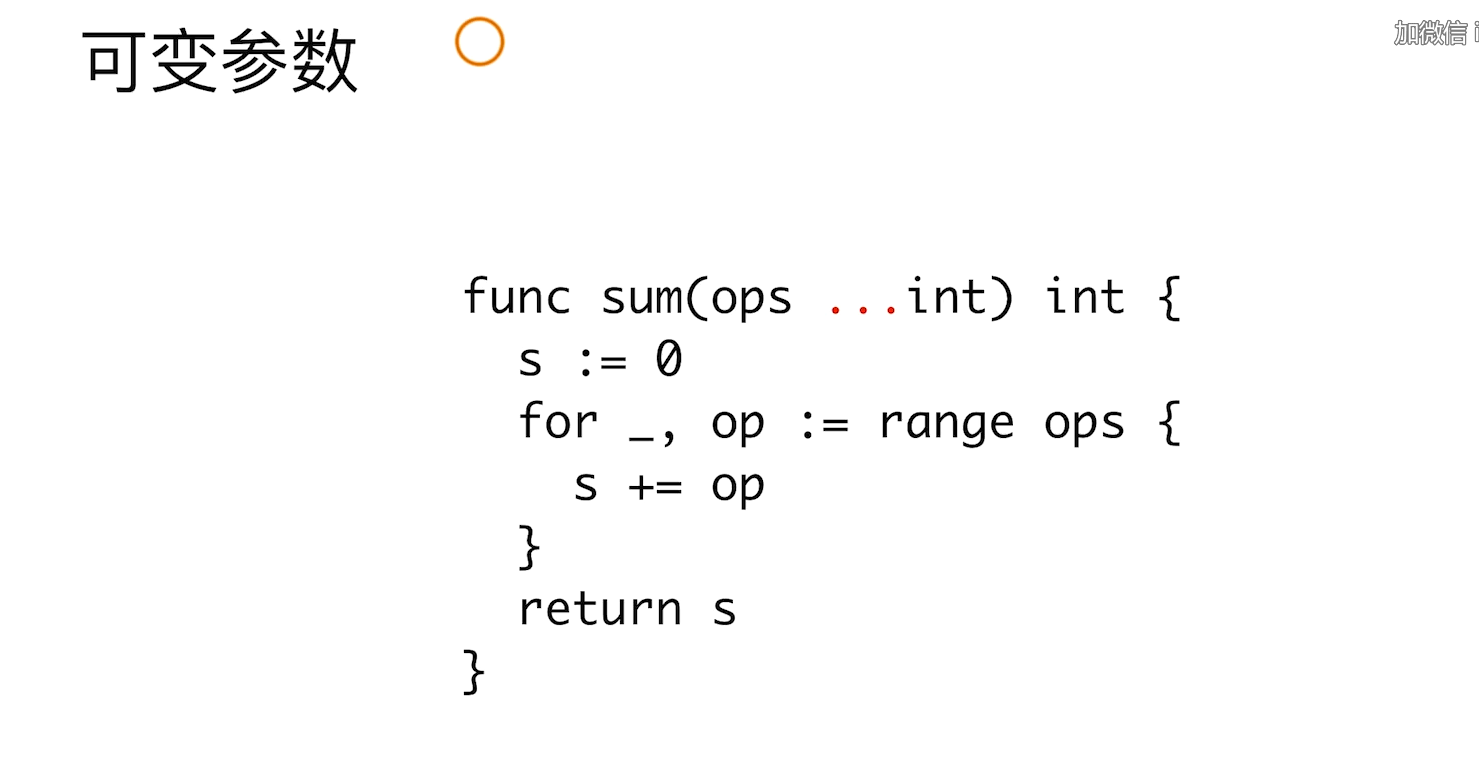 可变参数
加微信
func sum(ops ...int) int {
  s := 0
  for _, op := range ops {
    s += op
  }
  return s
}